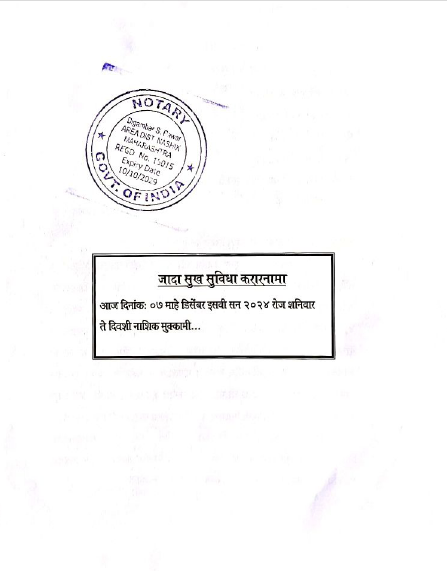 NOTARY
Digambar S. Pawar
AREA DIST NASHIK
MAHARASHTRA
REGD. No. 11015
Expiry Date
10/10/2029
GOVT. OF INDIA
जादा सुख सुविधा करारनामा
आज दिनांक: ०७ माहे डिसेंबर इसवी सन २०२४ रोज शनिवार
ते दिवशी नाशिक मुक्कामी...